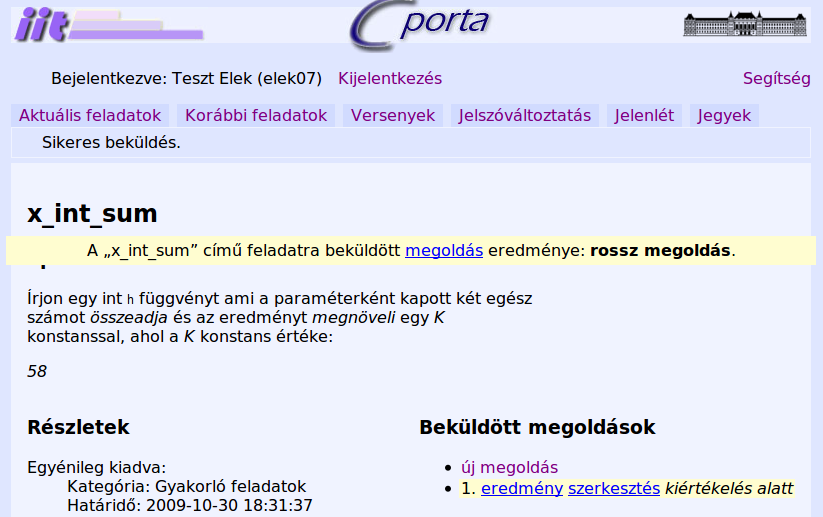 iit
Cporta
Bejelentkezve: Teszt Elek (elek07) Kijelentkezés Segítség
Aktuális feladatok Korábbi feladatok Versenyek Jelszóváltoztatás Jelenlét Jegyek
Sikeres beküldés.
x_int_sum
A „x_int_sum” című feladatra beküldött megoldás eredménye: rossz megoldás.
Írjon egy int h függvényt ami a paraméterként kapott két egész
számot összeadja és az eredményt megnöveli egy K
konstanssal, ahol a K konstans értéke:
58
Részletek
Egyénileg kiadva:
Kategória: Gyakorló feladatok
Határidő: 2009-10-30 18:31:37
Beküldött megoldások
új megoldás
1. eredmény szerkesztés kiértékelés alatt